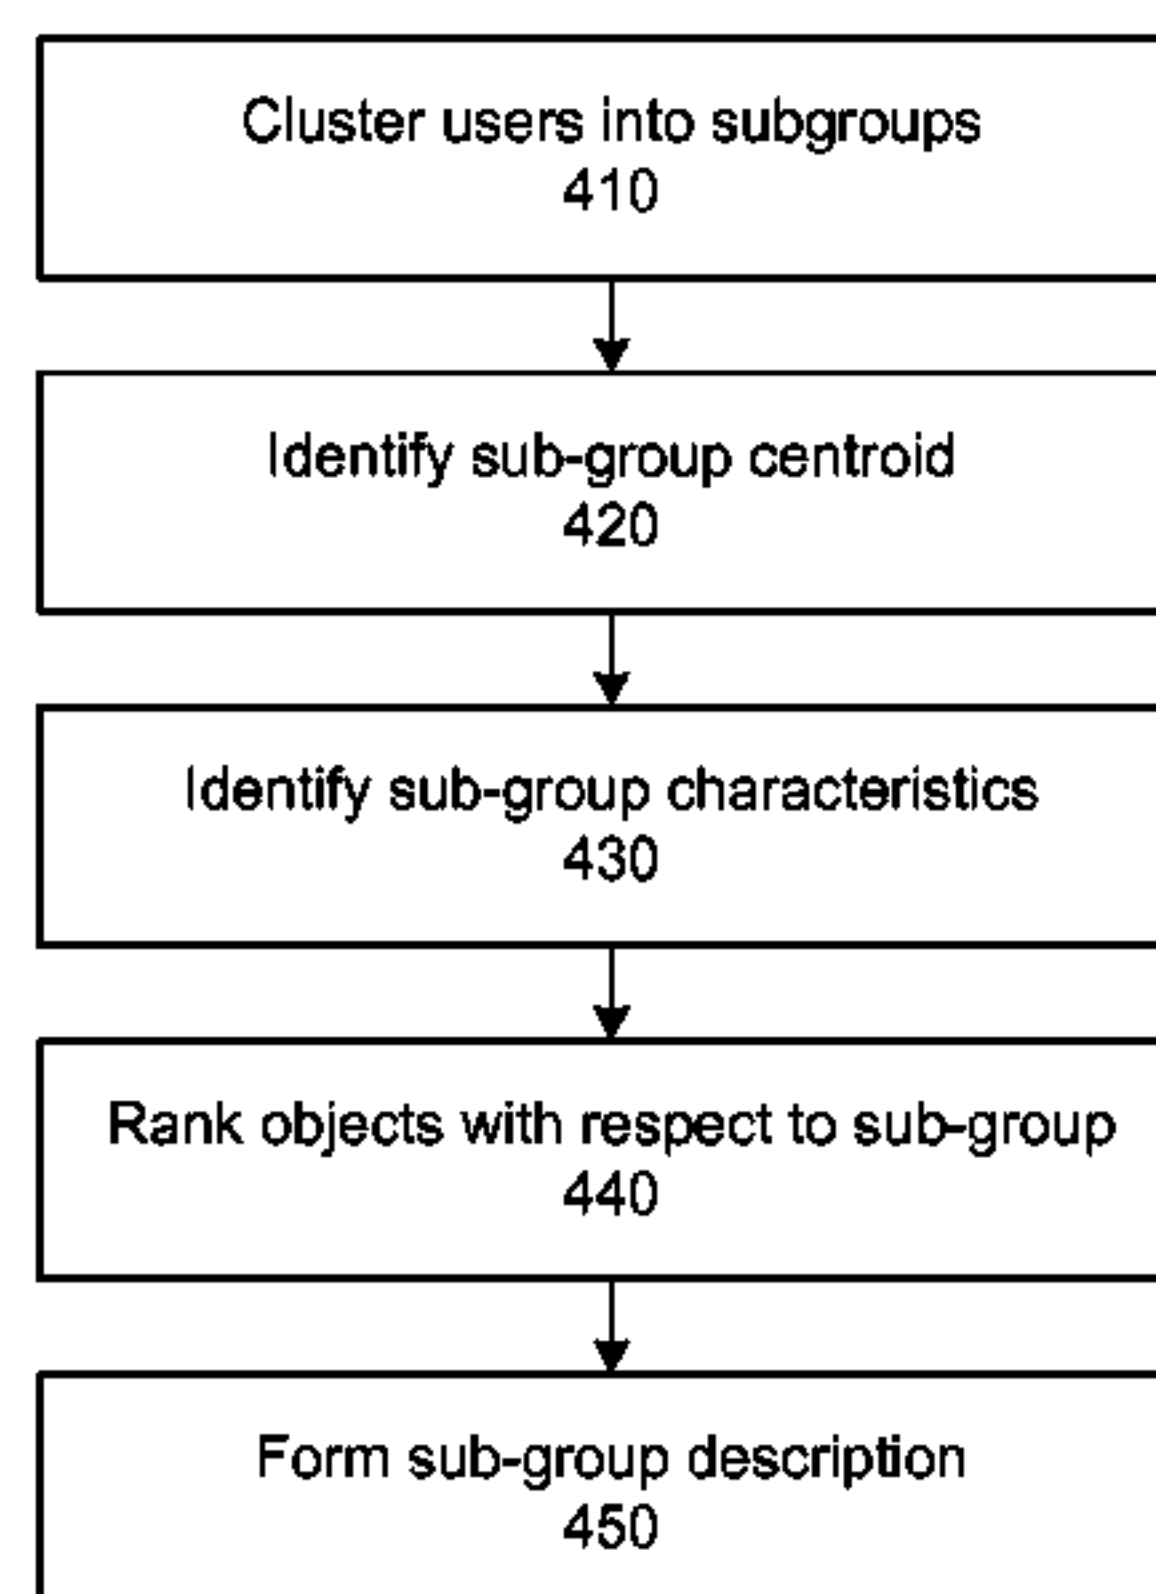 Cluster users into subgroups
410
Identify sub-group centroid
420
Identify sub-group characteristics
430
Rank objects with respect to sub-group
440
Form sub-group description
450